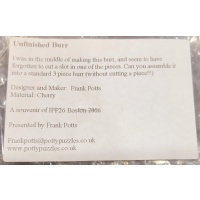 Unfinished Burr
I was in the middle of making this burr, and seem to have
forgotten to cut a slot in one of the pieces. Can you assemble it
into a standard 3 piece burr (without cutting a piece?!)
Designer and Maker: Frank Potts
Material: Cherry
A souvenir of IPP26 Boston 2006
Presented by Frank Potts
Frankpotts@pottypuzzles.co.uk
www.pottypuzzles.co.uk